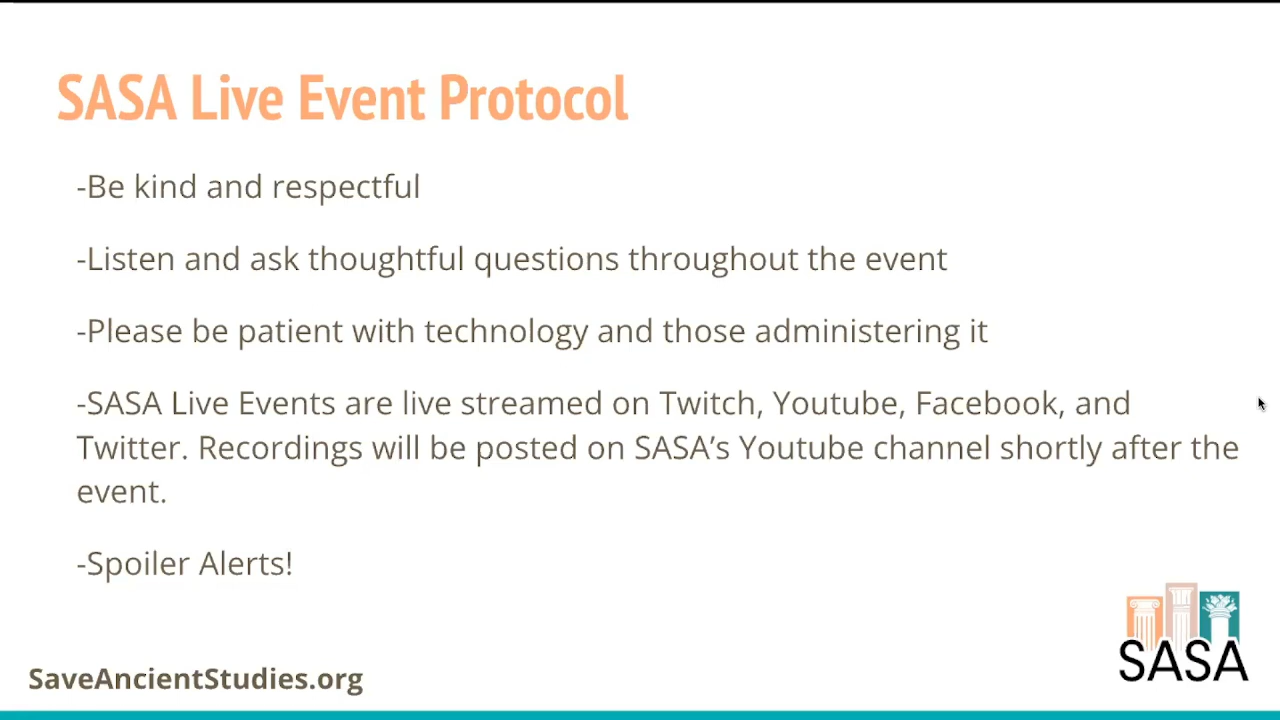 SASA Live Event Protocol
-Be kind and respectful
-Listen and ask thoughtful questions throughout the event
-Please be patient with technology and those administering it
-SASA Live Events are live streamed on Twitch, Youtube, Facebook, and
Twitter. Recordings will be posted on SASA’s Youtube channel shortly after the
event.
-Spoiler Alerts!
SASA
SaveAncientStudies.org